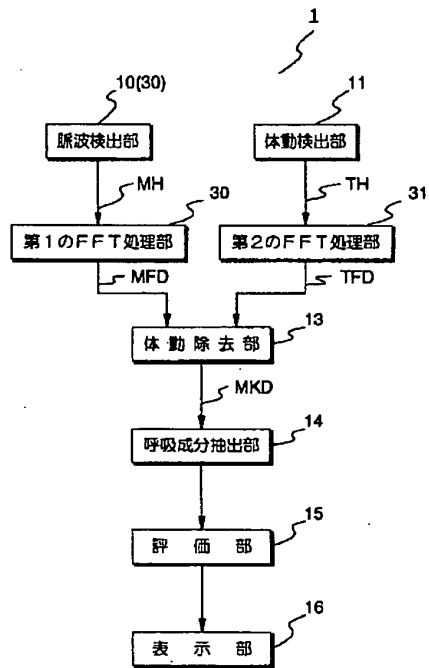 1
10(30)
11
脈波検出部
体動検出部
MH
TH
30
31
第1のFFT処理部
第2のFFT処理部
MFD
TFD
13
体動除去部
MKD
14
呼吸成分抽出部
15
評価部
16
表示部